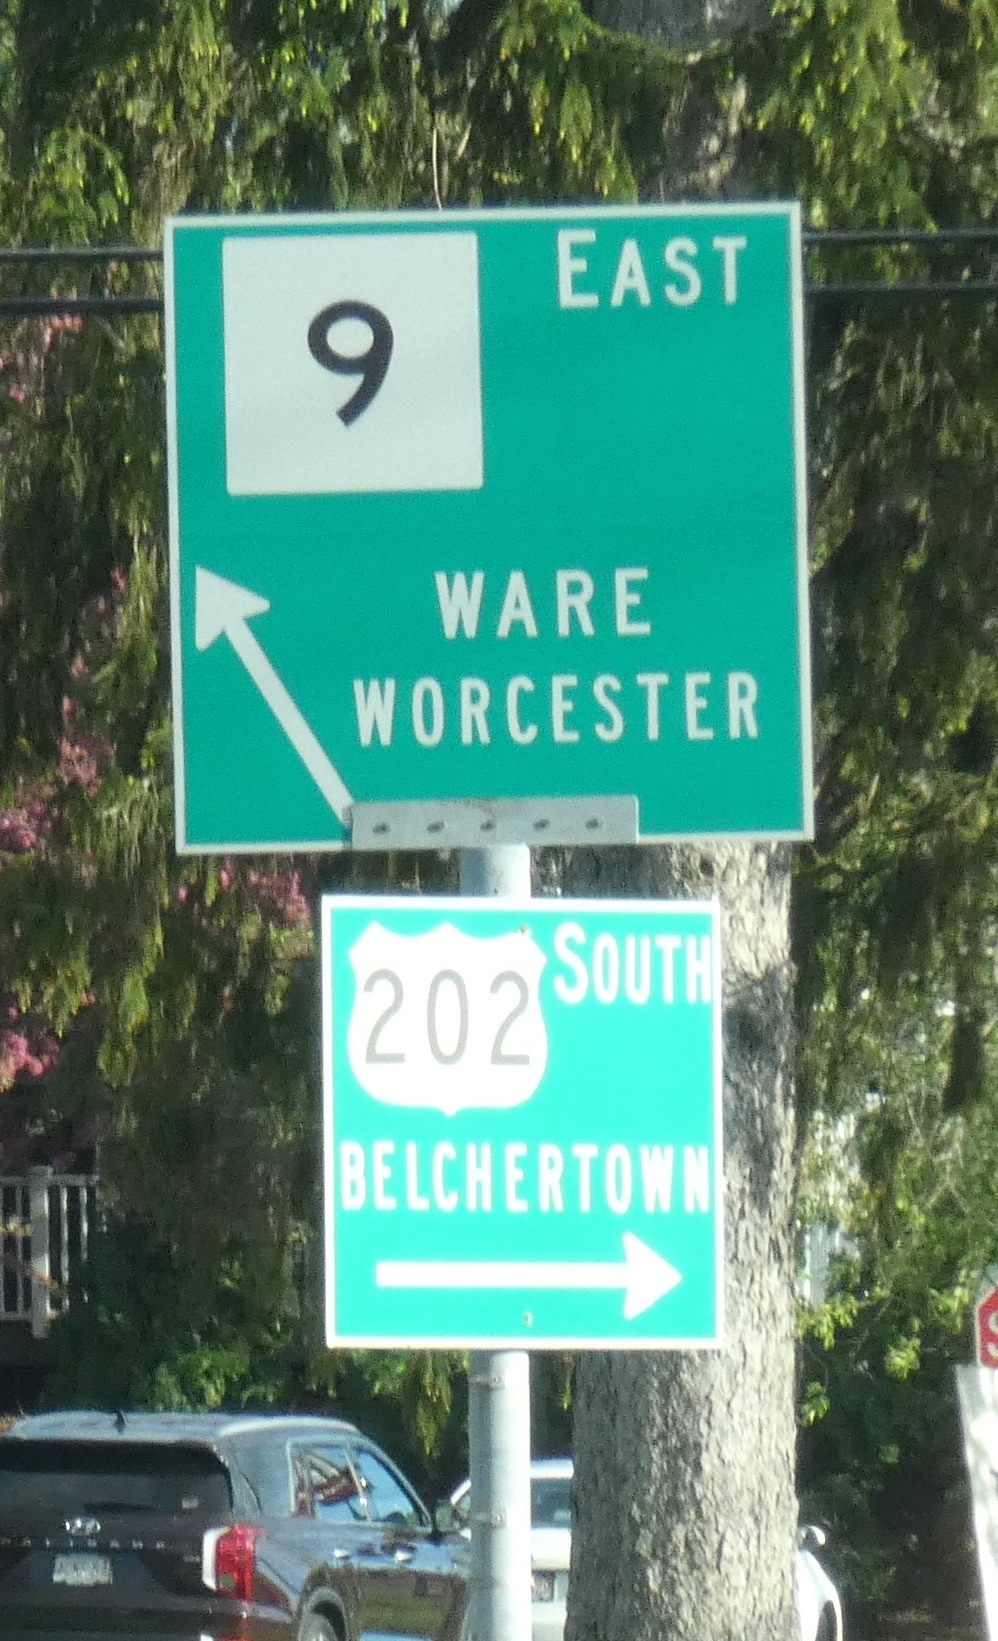 9 EAST
WARE
WORCESTER
202 SOUTH
BELCHERTOWN